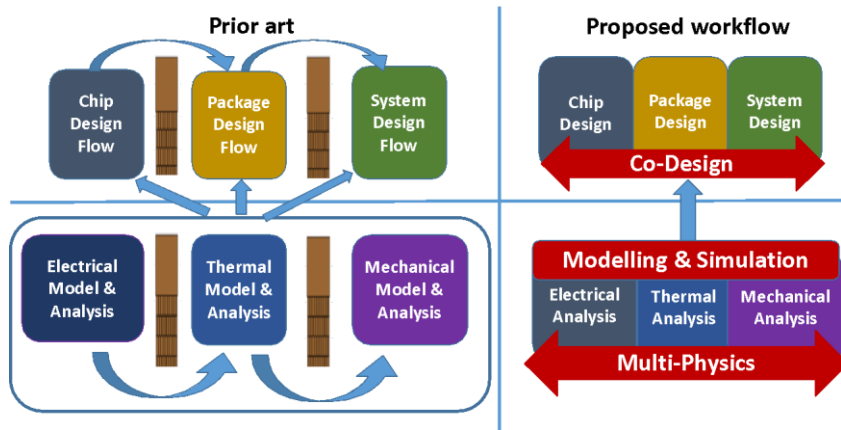 Prior art
Chip
Design
Flow
Package
Design
Flow
System
Design
Flow
Electrical
Model &
Analysis
Thermal
Model &
Analysis
Mechanical
Model &
Analysis
Proposed workflow
Chip
Design
Package
Design
System
Design
Co-Design
Modelling & Simulation
Electrical
Analysis
Thermal
Analysis
Mechanical
Analysis
Multi-Physics